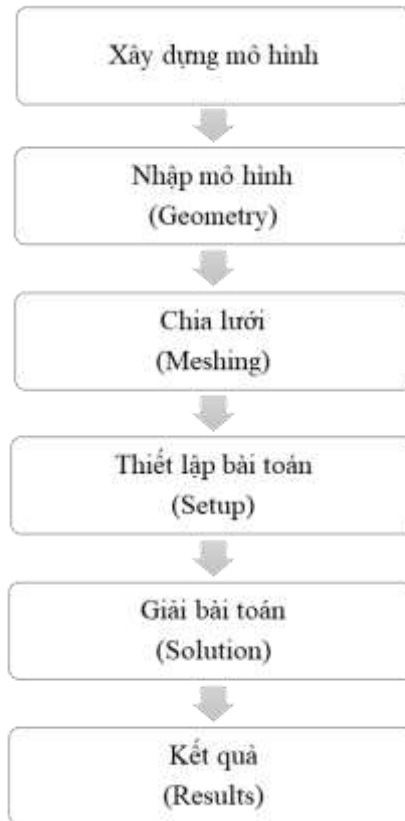 Xây dựng mô hình
Nhập mô hình
(Geometry)
Chia lưới
(Meshing)
Thiết lập bài toán
(Setup)
Giải bài toán
(Solution)
Kết quả
(Results)